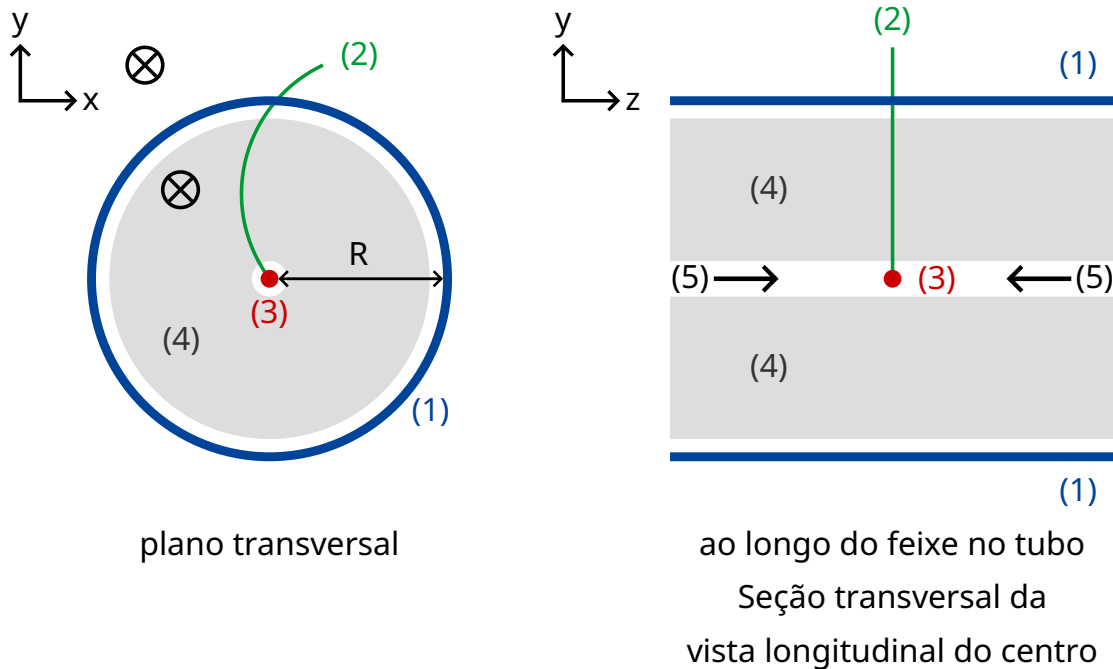 y
x
(2)
R
(3)
(4)
(1)
plano transversal
y
z
(2)
(1)
(4)
(5)
(3)
(5)
(4)
(1)
ao longo do feixe no tubo
Seção transversal da
vista longitudinal do centro